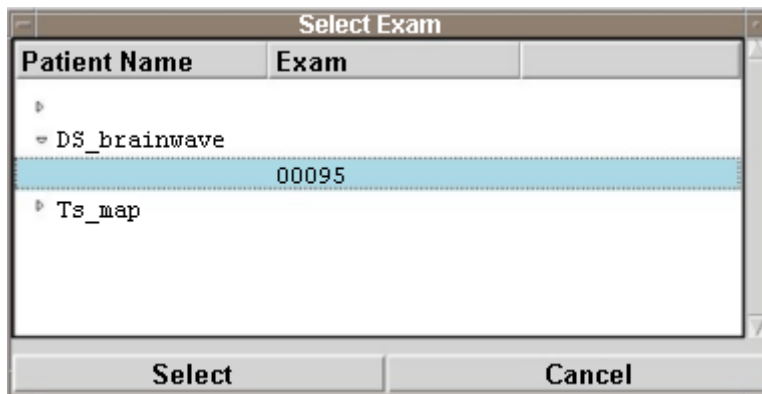 Select Exam
Patient Name Exam
DS_brainwave
00095
Ts_map
Select Cancel